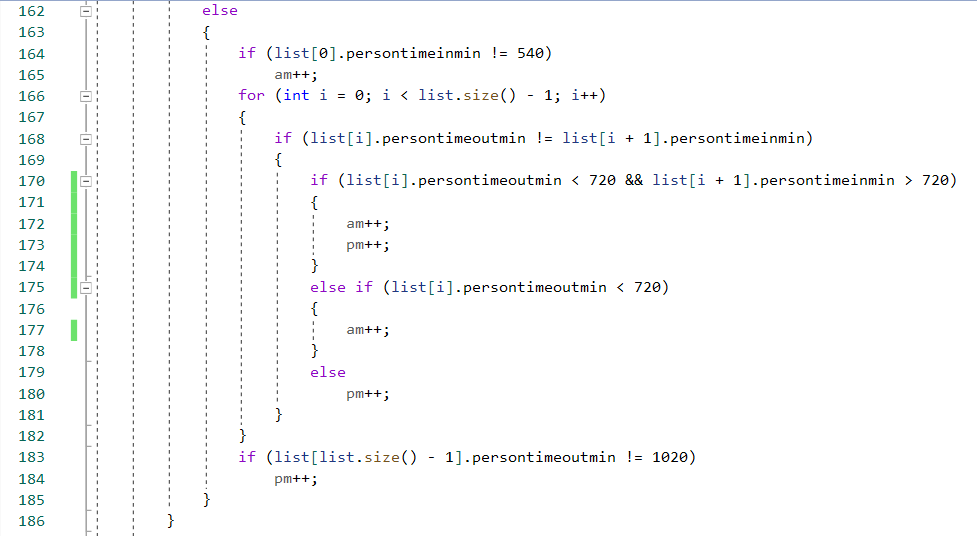 162 else
163 {
164 if (list[0].persontimeinmin != 540)
165 am++;
166 for (int i = 0; i < list.size() - 1; i++)
167 {
168 if (list[i].persontimeoutmin != list[i + 1].persontimeinmin)
169 {
170 if (list[i].persontimeoutmin < 720 && list[i + 1].persontimeinmin > 720)
171 {
172 am++;
173 pm++;
174 }
175 else if (list[i].persontimeoutmin < 720)
176 {
177 am++;
178 }
179 else
180 pm++;
181 }
182 }
183 if (list[list.size() - 1].persontimeoutmin != 1020)
184 pm++;
185 }
186 }